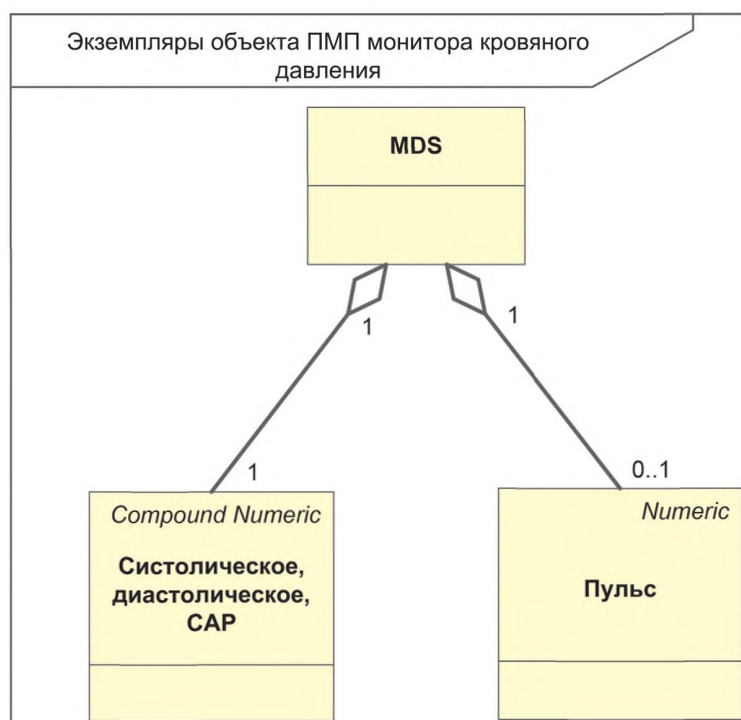 Экземпляры объекта ПМП монитора кровяного
давления
MDS
1
1
1
0..1
Compound Numeric
Систолическое,
диастолическое,
САР
Numeric
Пульс